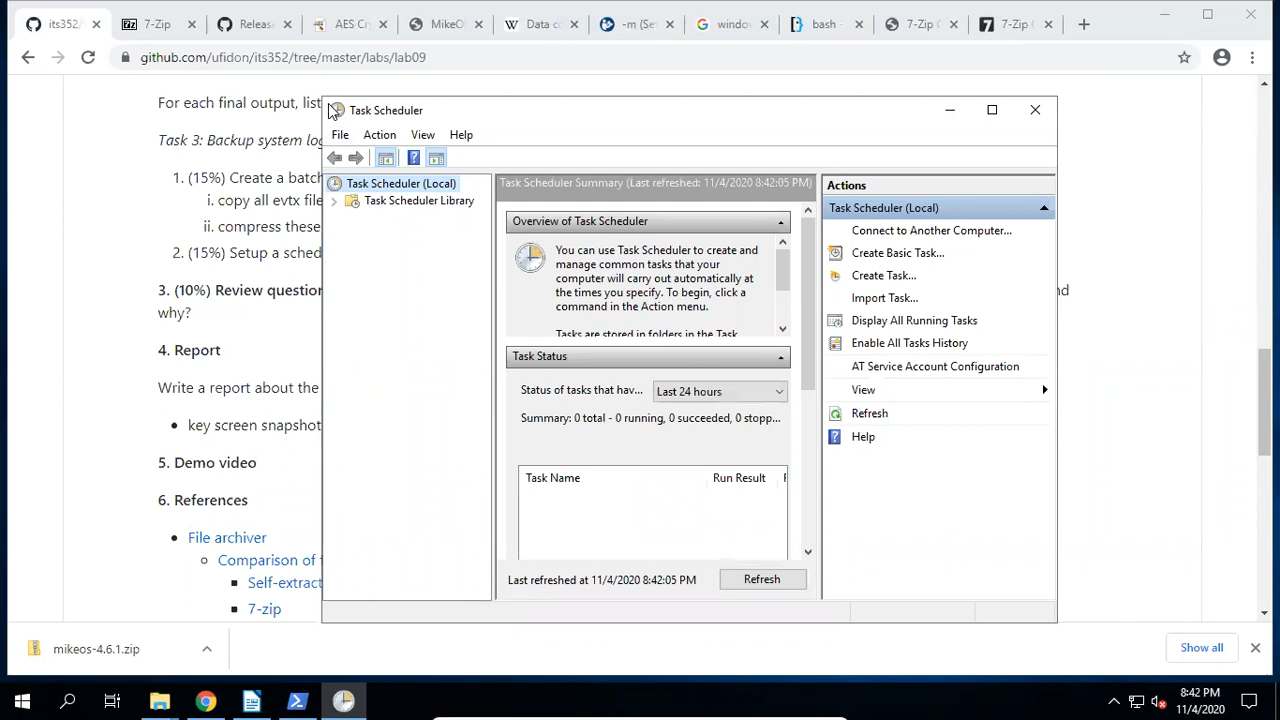 its352/
7-Zip
Releas
AES Cry
MikeO
Data co
-m (Se
window
bash -
7-Zip C
7-Zip C
github.com/ufidon/its352/tree/master/labs/lab09
For each final output, list
Task 3: Backup system lo
1. (15%) Create a batch
i. copy all evtx file
ii. compress these
2. (15%) Setup a sched
3. (10%) Review question
nd
why?
4. Report
Write a report about the
key screen snapshot
5. Demo video
6. References
File archiver
Comparison of f
Self-extract
7-zip
Task Scheduler
File Action View Help
Task Scheduler (Local)
Task Scheduler Library
Task Scheduler Summary (Last refreshed: 11/4/2020 8:42:05 PM)
Overview of Task Scheduler
You can use Task Scheduler to create and
manage common tasks that your
computer will carry out automatically at
the times you specify. To begin, click a
command in the Action menu.
Tasks are stored in folders in the Task
Task Status
Status of tasks that hav... Last 24 hours
Summary: 0 total - 0 running, 0 succeeded, 0 stopp...
Task Name Run Result
Last refreshed at 11/4/2020 8:42:05 PM Refresh
Actions
Task Scheduler (Local)
Connect to Another Computer...
Create Basic Task...
Create Task...
Import Task...
Display All Running Tasks
Enable All Tasks History
AT Service Account Configuration
View
Refresh
Help
mikeos-4.6.1.zip
Show all
8:42 PM
11/4/2020